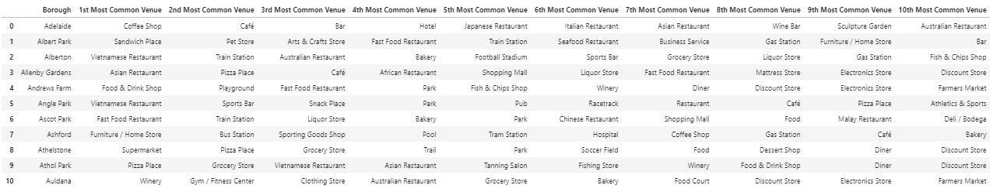 Borough 1st Most Common Venue 2nd Most Common Venue 3rd Most Common Venue 4th Most Common Venue 5th Most Common Venue 6th Most Common Venue 7th Most Common Venue 8th Most Common Venue 9th Most Common Venue 10th Most Common Venue
0 Adelaide Coffee Shop Café Bar Hotel Japanese Restaurant Italian Restaurant Asian Restaurant Wine Bar Sculpture Garden Australian Restaurant
1 Albert Park Sandwich Place Pet Store Arts & Crafts Store Fast Food Restaurant Train Station Seafood Restaurant Business Service Gas Station Furniture / Home Store Bar
2 Alberton Vietnamese Restaurant Train Station Australian Restaurant Bakery Football Stadium Sports Bar Grocery Store Liquor Store Gas Station Fish & Chips Shop
3 Allenby Gardens Asian Restaurant Pizza Place Café African Restaurant Shopping Mall Liquor Store Fast Food Restaurant Mattress Store Electronics Store Discount Store
4 Andrews Farm Food & Drink Shop Playground Fast Food Restaurant Park Fish & Chips Shop Winery Diner Discount Store Electronics Store Farmers Market
5 Angle Park Vietnamese Restaurant Sports Bar Snack Place Park Pub Racetrack Restaurant Café Pizza Place Athletics & Sports
6 Ascot Park Fast Food Restaurant Train Station Liquor Store Bakery Park Chinese Restaurant Shopping Mall Food Malay Restaurant Deli / Bodega
7 Ashford Furniture / Home Store Bus Station Sporting Goods Shop Pool Tram Station Hospital Coffee Shop Gas Station Café Bakery
8 Athelstone Supermarket Pizza Place Grocery Store Trail Park Soccer Field Food Dessert Shop Diner Discount Store
9 Athol Park Pizza Place Grocery Store Vietnamese Restaurant Asian Restaurant Tanning Salon Fishing Store Winery Food & Drink Shop Diner Discount Store
10 Auldana Winery Gym / Fitness Center Clothing Store Australian Restaurant Grocery Store Bakery Food Court Discount Store Electronics Store Farmers Market